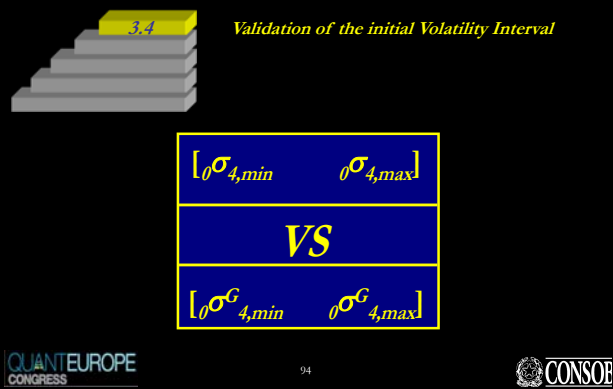 3.4 Validation of the initial Volatility Interval
[₀σ₄,min ₀σ₄,max]
VS
[₀σᴳ₄,min ₀σᴳ₄,max]
QUANTEUROPE
CONGRESS
94
CONSOB